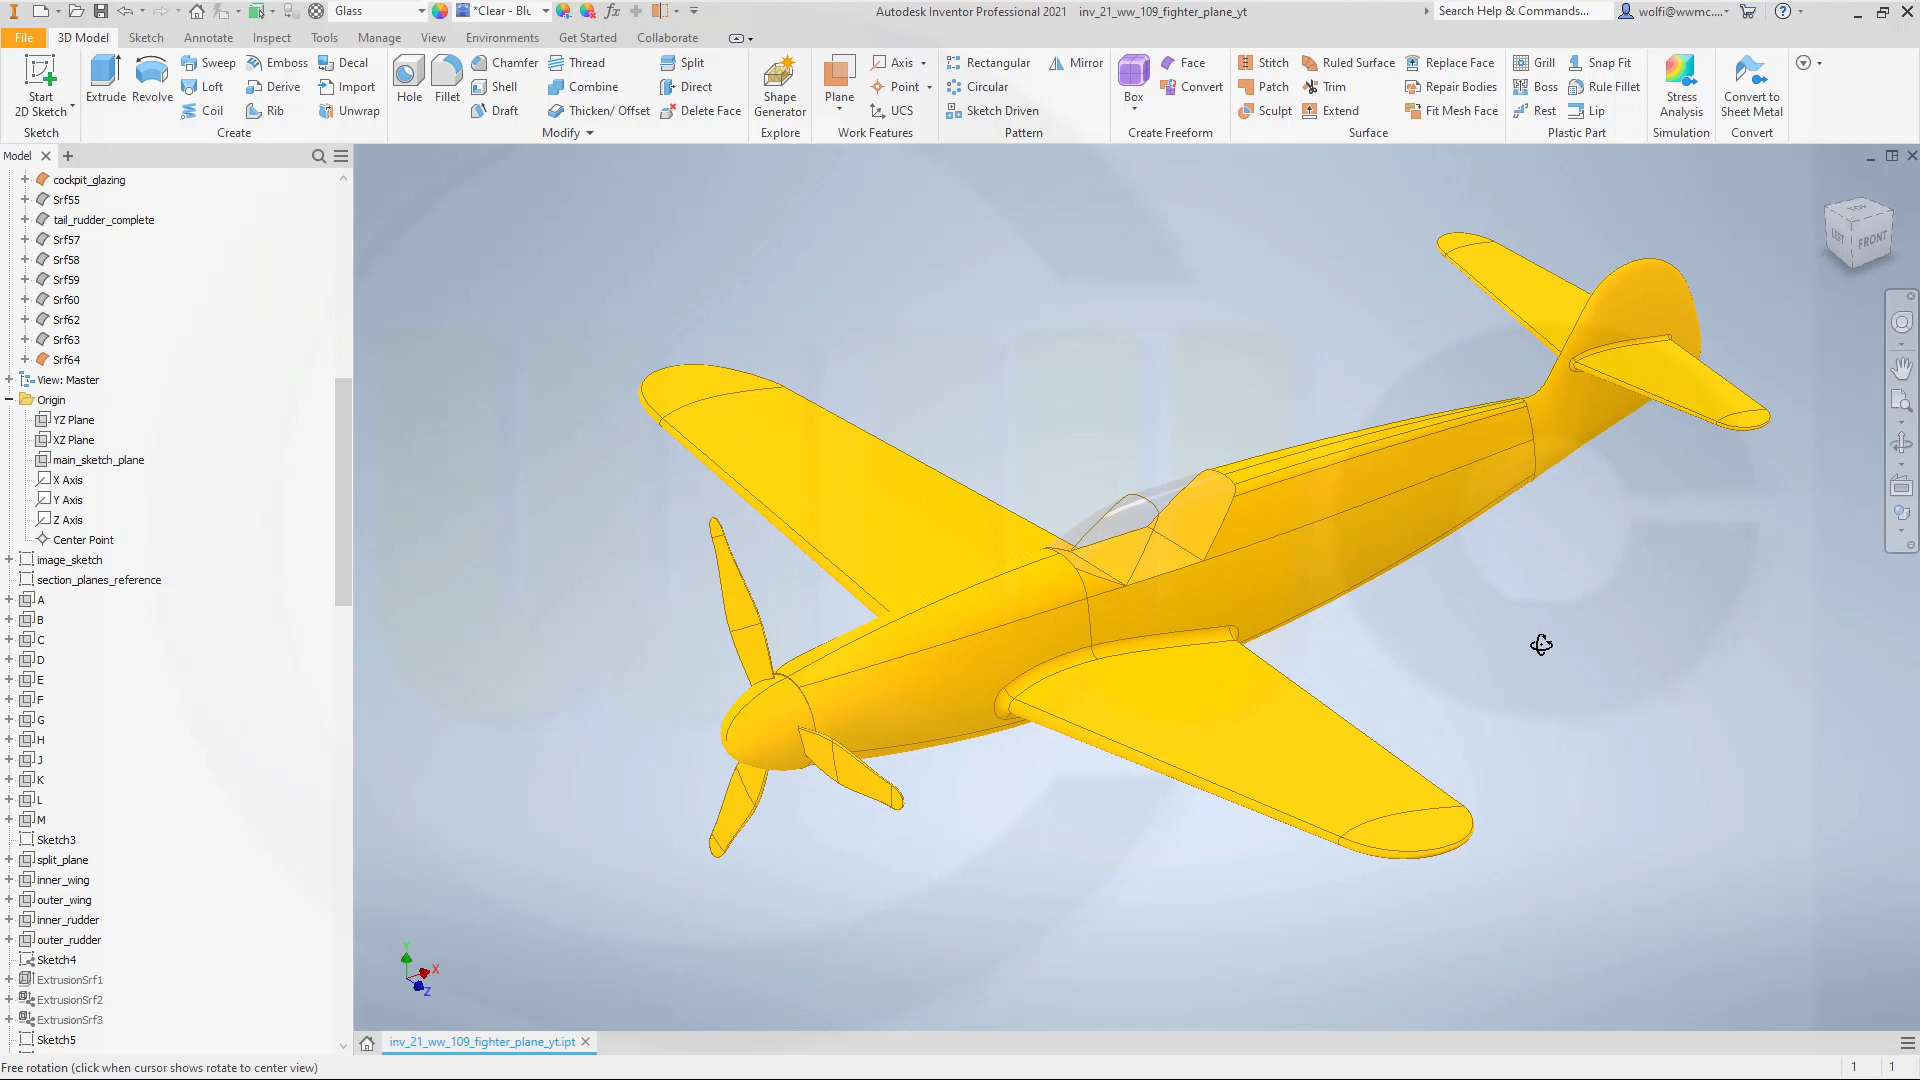 Glass
*Clear - Blu
Autodesk Inventor Professional 2021 inv_21_ww_109_fighter_plane_yt
Search Help & Commands...
wolfi@wwmc....
File 3D Model Sketch Annotate Inspect Tools Manage View Environments Get Started Collaborate
Start
2D Sketch
Sketch
Extrude
Revolve
Sweep
Loft
Coil
Emboss
Derive
Rib
Decal
Import
Unwrap
Create
Hole
Fillet
Chamfer
Shell
Draft
Thread
Combine
Thicken/ Offset
Split
Direct
Delete Face
Modify
Shape
Generator
Explore
Plane
Axis
Point
UCS
Work Features
Rectangular
Circular
Sketch Driven
Mirror
Pattern
Box
Face
Convert
Create Freeform
Stitch
Patch
Sculpt
Ruled Surface
Trim
Extend
Replace Face
Repair Bodies
Fit Mesh Face
Surface
Grill
Boss
Rest
Snap Fit
Rule Fillet
Lip
Plastic Part
Stress
Analysis
Simulation
Convert to
Sheet Metal
Convert
Model
cockpit_glazing
Srf55
tail_rudder_complete
Srf57
Srf58
Srf59
Srf60
Srf62
Srf63
Srf64
View: Master
Origin
YZ Plane
XZ Plane
main_sketch_plane
X Axis
Y Axis
Z Axis
Center Point
image_sketch
section_planes_reference
A
B
C
D
E
F
G
H
J
K
L
M
Sketch3
split_plane
inner_wing
outer_wing
inner_rudder
outer_rudder
Sketch4
ExtrusionSrf1
ExtrusionSrf2
ExtrusionSrf3
Sketch5
TOP
LEFT
FRONT
Y
X
Z
inv_21_ww_109_fighter_plane_yt.ipt
Free rotation (click when cursor shows rotate to center view)
1 1